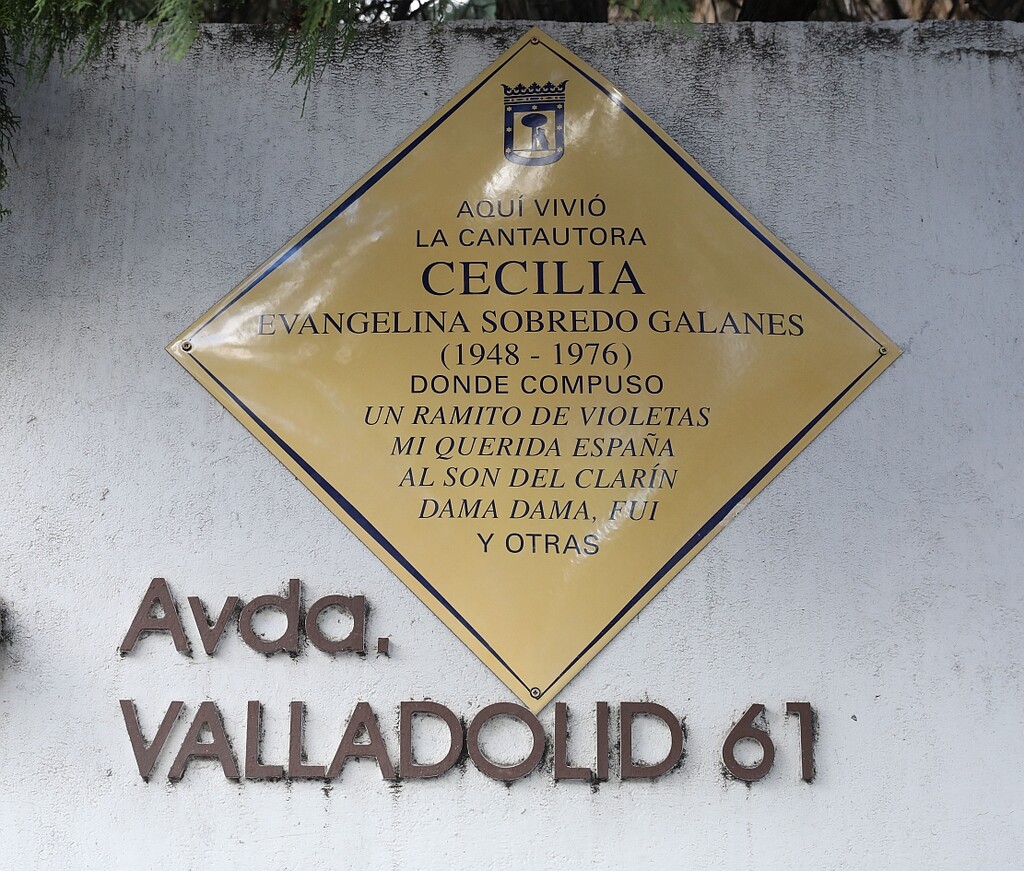 AQUÍ VIVIÓ
LA CANTAUTORA
CECILIA
EVANGELINA SOBREDO GALANES
(1948 - 1976)
DONDE COMPUSO
UN RAMITO DE VIOLETAS
MI QUERIDA ESPAÑA
AL SON DEL CLARÍN
DAMA DAMA, FUI
Y OTRAS
Avda.
VALLADOLID 61